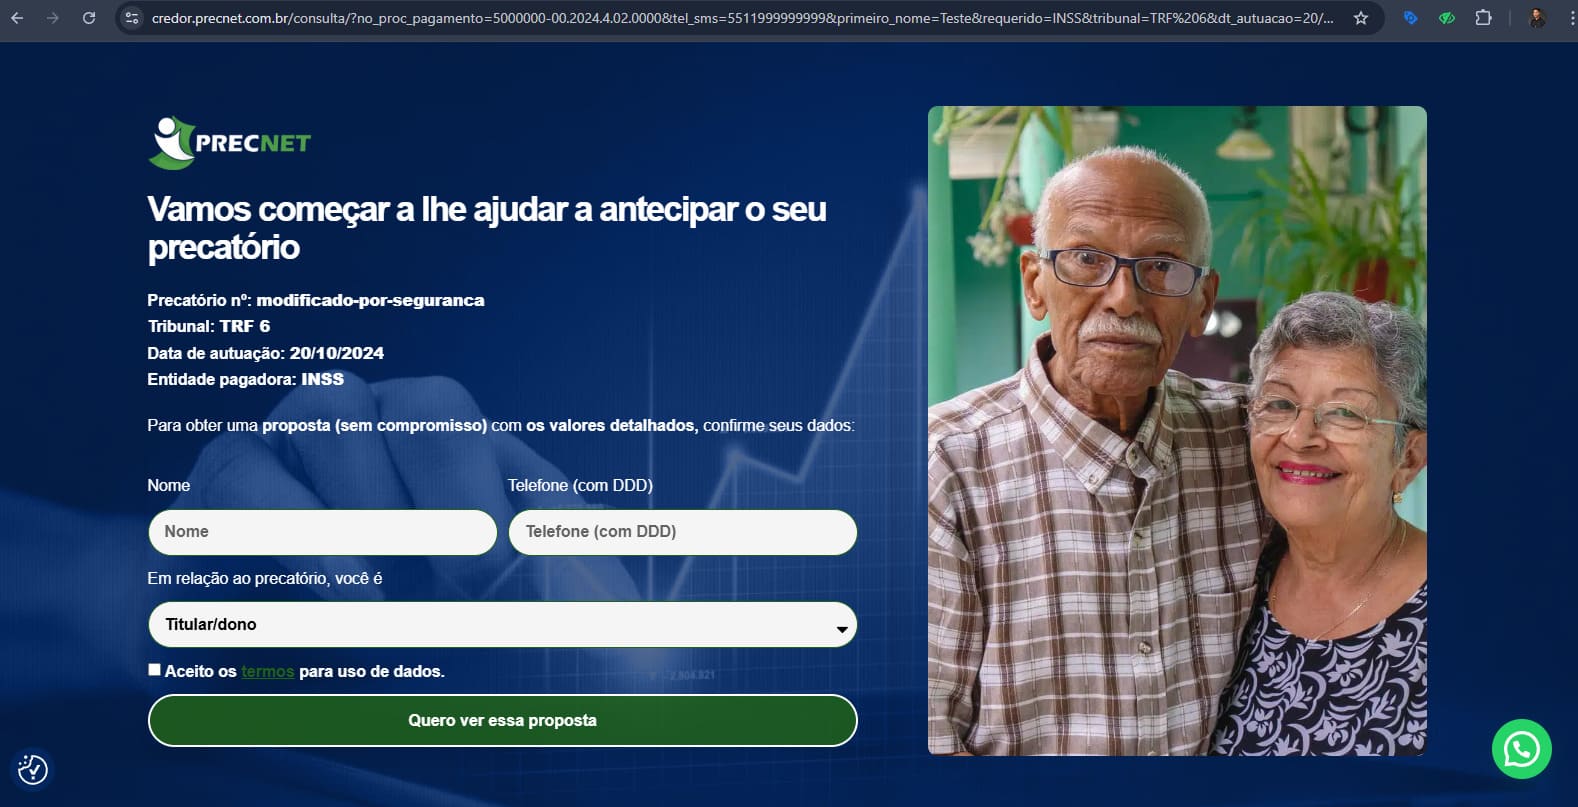 credor.precnet.com.br/consulta/?no_proc_pagamento=5000000-00.2024.4.02.0000&tel_sms=5511999999999&primeiro_nome=Teste&requerido=INSS&tribunal=TRF%206&dt_autuacao=20/...
PRECNET
Vamos começar a lhe ajudar a antecipar o seu
precatório
Precatório nº: modificado-por-seguranca
Tribunal: TRF 6
Data de autuação: 20/10/2024
Entidade pagadora: INSS
Para obter uma proposta (sem compromisso) com os valores detalhados, confirme seus dados:
Nome
Telefone (com DDD)
Nome
Telefone (com DDD)
Em relação ao precatório, você é
Titular/dono
Aceito os termos para uso de dados.
Quero ver essa proposta